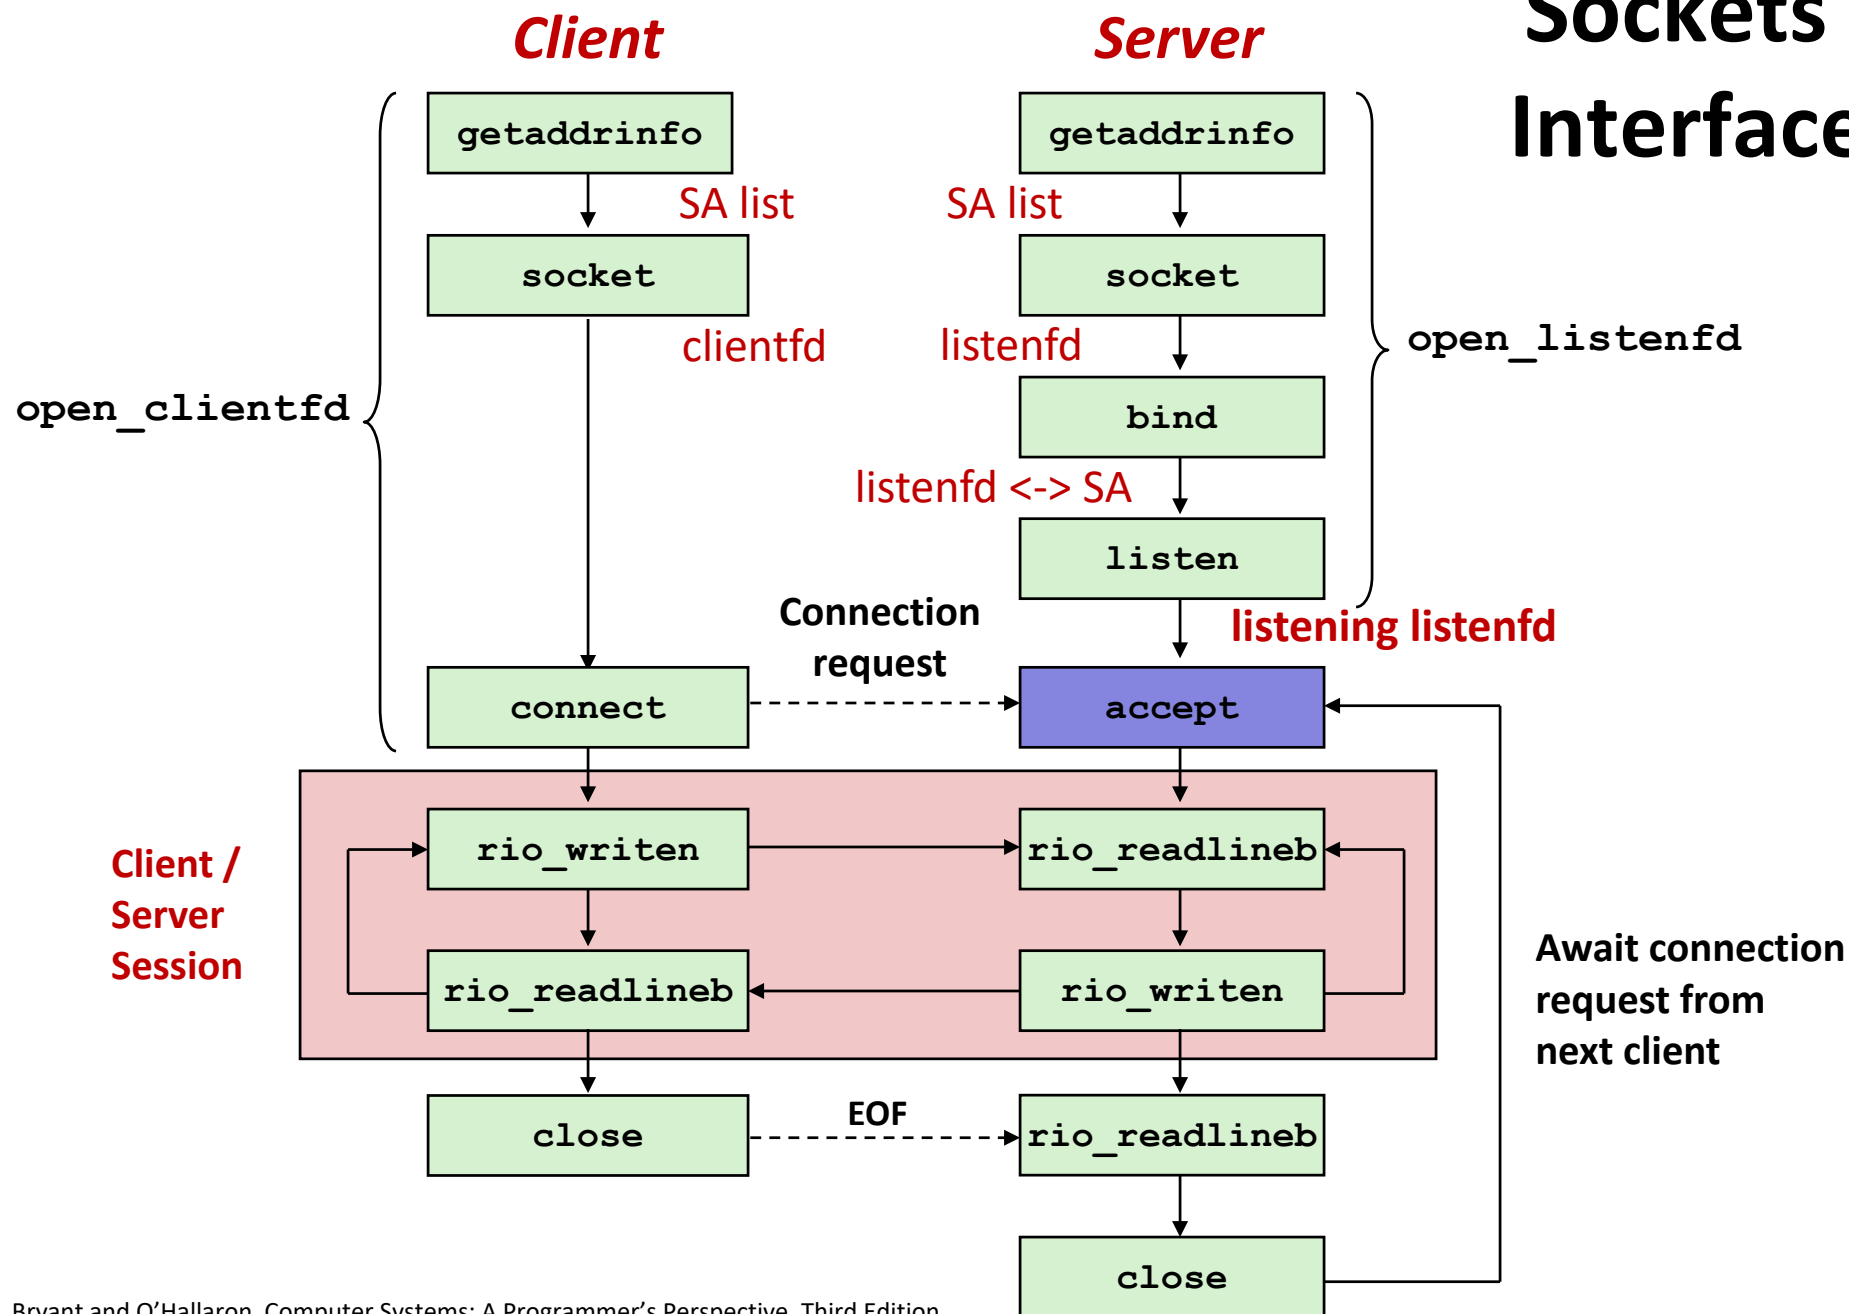 Sockets
Interface
Client
Server
getaddrinfo
getaddrinfo
SA list
SA list
socket
socket
clientfd
listenfd
open_listenfd
open_clientfd
bind
listenfd <-> SA
listen
Connection
request
listening listenfd
connect
accept
Client /
Server
Session
rio_writen
rio_readlineb
rio_readlineb
rio_writen
Await connection
request from
next client
close
EOF
rio_readlineb
close
Bryant and O'Hallaron, Computer Systems: A Programmer's Perspective, Third Edition